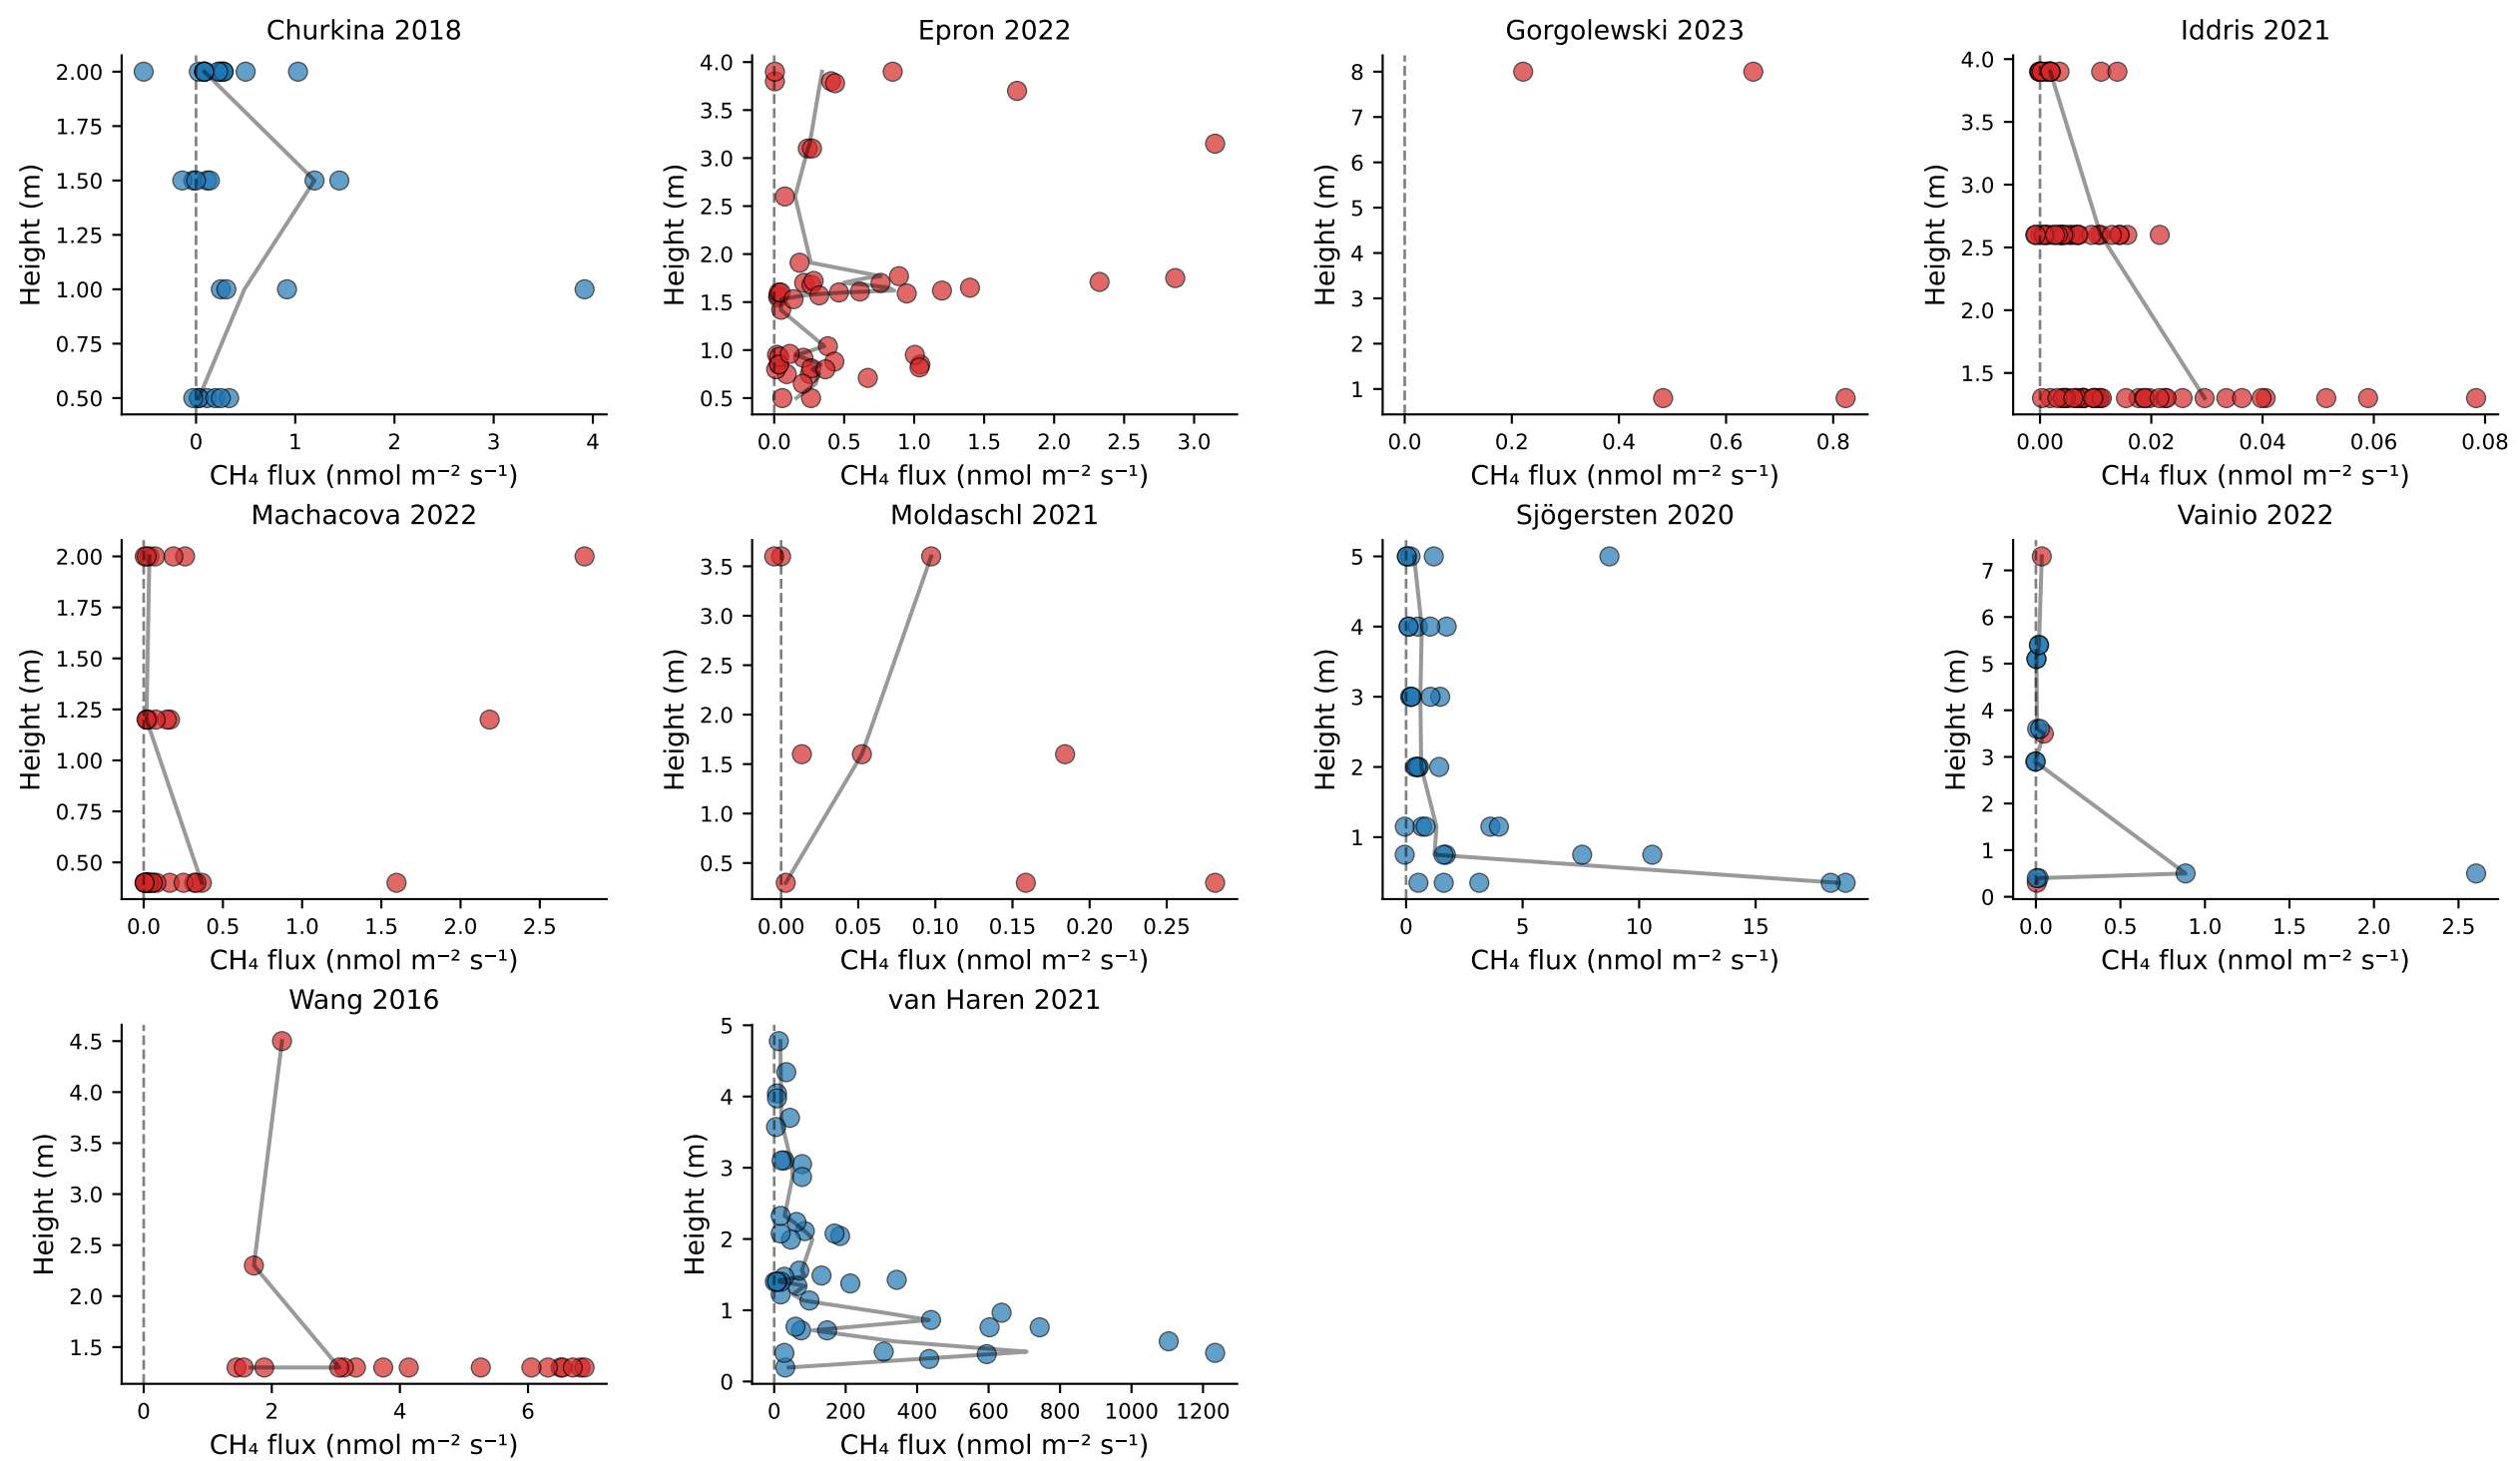 Churkina 2018
Height (m)
2.00
1.75
1.50
1.25
1.00
0.75
0.50
0 1 2 3 4
CH₄ flux (nmol m⁻² s⁻¹)
Epron 2022
Height (m)
4.0
3.5
3.0
2.5
2.0
1.5
1.0
0.5
0.0 0.5 1.0 1.5 2.0 2.5 3.0
CH₄ flux (nmol m⁻² s⁻¹)
Gorgolewski 2023
Height (m)
8
7
6
5
4
3
2
1
0.0 0.2 0.4 0.6 0.8
CH₄ flux (nmol m⁻² s⁻¹)
Iddris 2021
Height (m)
4.0
3.5
3.0
2.5
2.0
1.5
0.00 0.02 0.04 0.06 0.08
CH₄ flux (nmol m⁻² s⁻¹)
Machacova 2022
Height (m)
2.00
1.75
1.50
1.25
1.00
0.75
0.50
0.0 0.5 1.0 1.5 2.0 2.5
CH₄ flux (nmol m⁻² s⁻¹)
Moldaschl 2021
Height (m)
3.5
3.0
2.5
2.0
1.5
1.0
0.5
0.00 0.05 0.10 0.15 0.20 0.25
CH₄ flux (nmol m⁻² s⁻¹)
Sjögersten 2020
Height (m)
5
4
3
2
1
0 5 10 15
CH₄ flux (nmol m⁻² s⁻¹)
Vainio 2022
Height (m)
7
6
5
4
3
2
1
0
0.0 0.5 1.0 1.5 2.0 2.5
CH₄ flux (nmol m⁻² s⁻¹)
Wang 2016
Height (m)
4.5
4.0
3.5
3.0
2.5
2.0
1.5
0 2 4 6
CH₄ flux (nmol m⁻² s⁻¹)
van Haren 2021
Height (m)
5
4
3
2
1
0
0 200 400 600 800 1000 1200
CH₄ flux (nmol m⁻² s⁻¹)